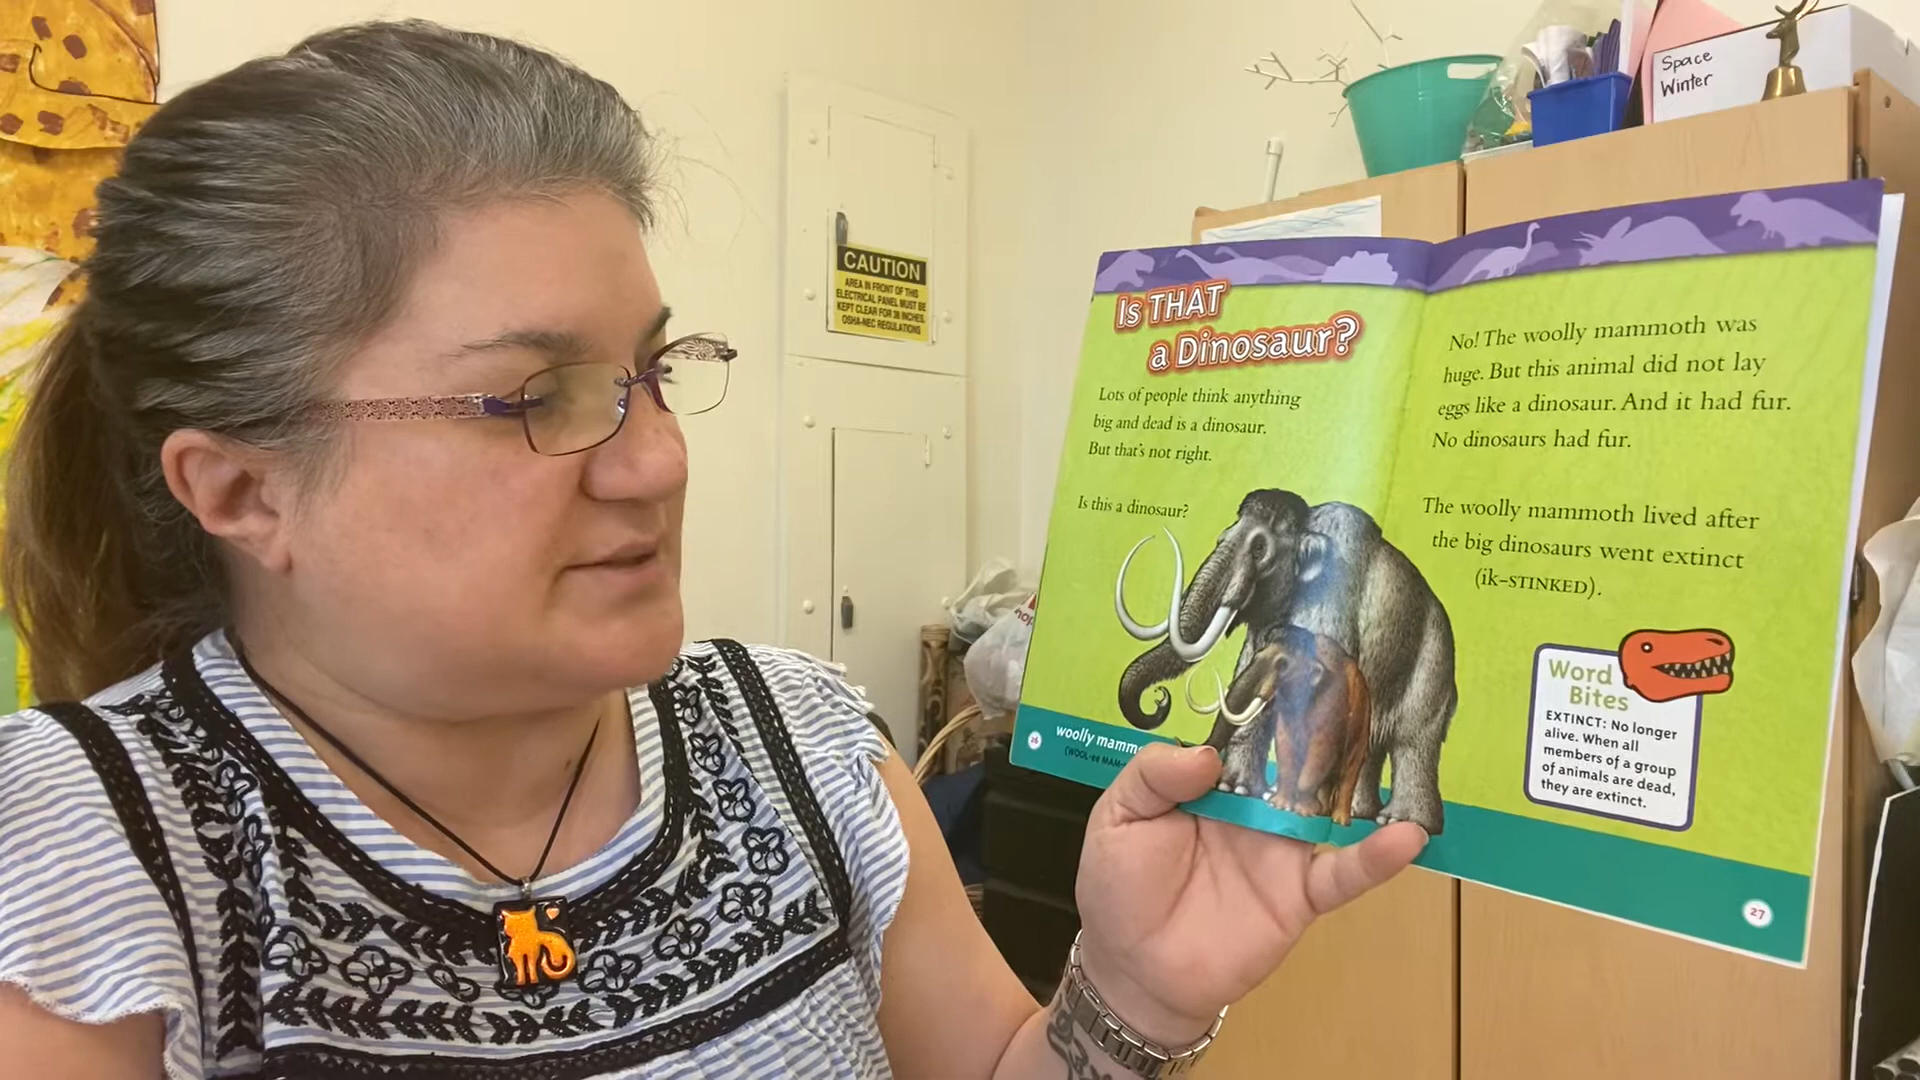 Space
Winter
CAUTION
AREA IN FRONT OF THIS
ELECTRICAL PANEL MUST BE
KEPT CLEAR FOR 36 INCHES.
OSHA-NEC REGULATIONS
Is THAT
a Dinosaur?
Lots of people think anything
big and dead is a dinosaur.
But that's not right.
Is this a dinosaur?
26
woolly
(WOOL-ee
No! The woolly mammoth was
huge. But this animal did not lay
eggs like a dinosaur. And it had fur.
No dinosaurs had fur.
The woolly mammoth lived after
the big dinosaurs went extinct
(ik-STINKED).
Word
Bites
EXTINCT: No longer
alive. When all
members of a group
of animals are dead,
they are extinct.
27